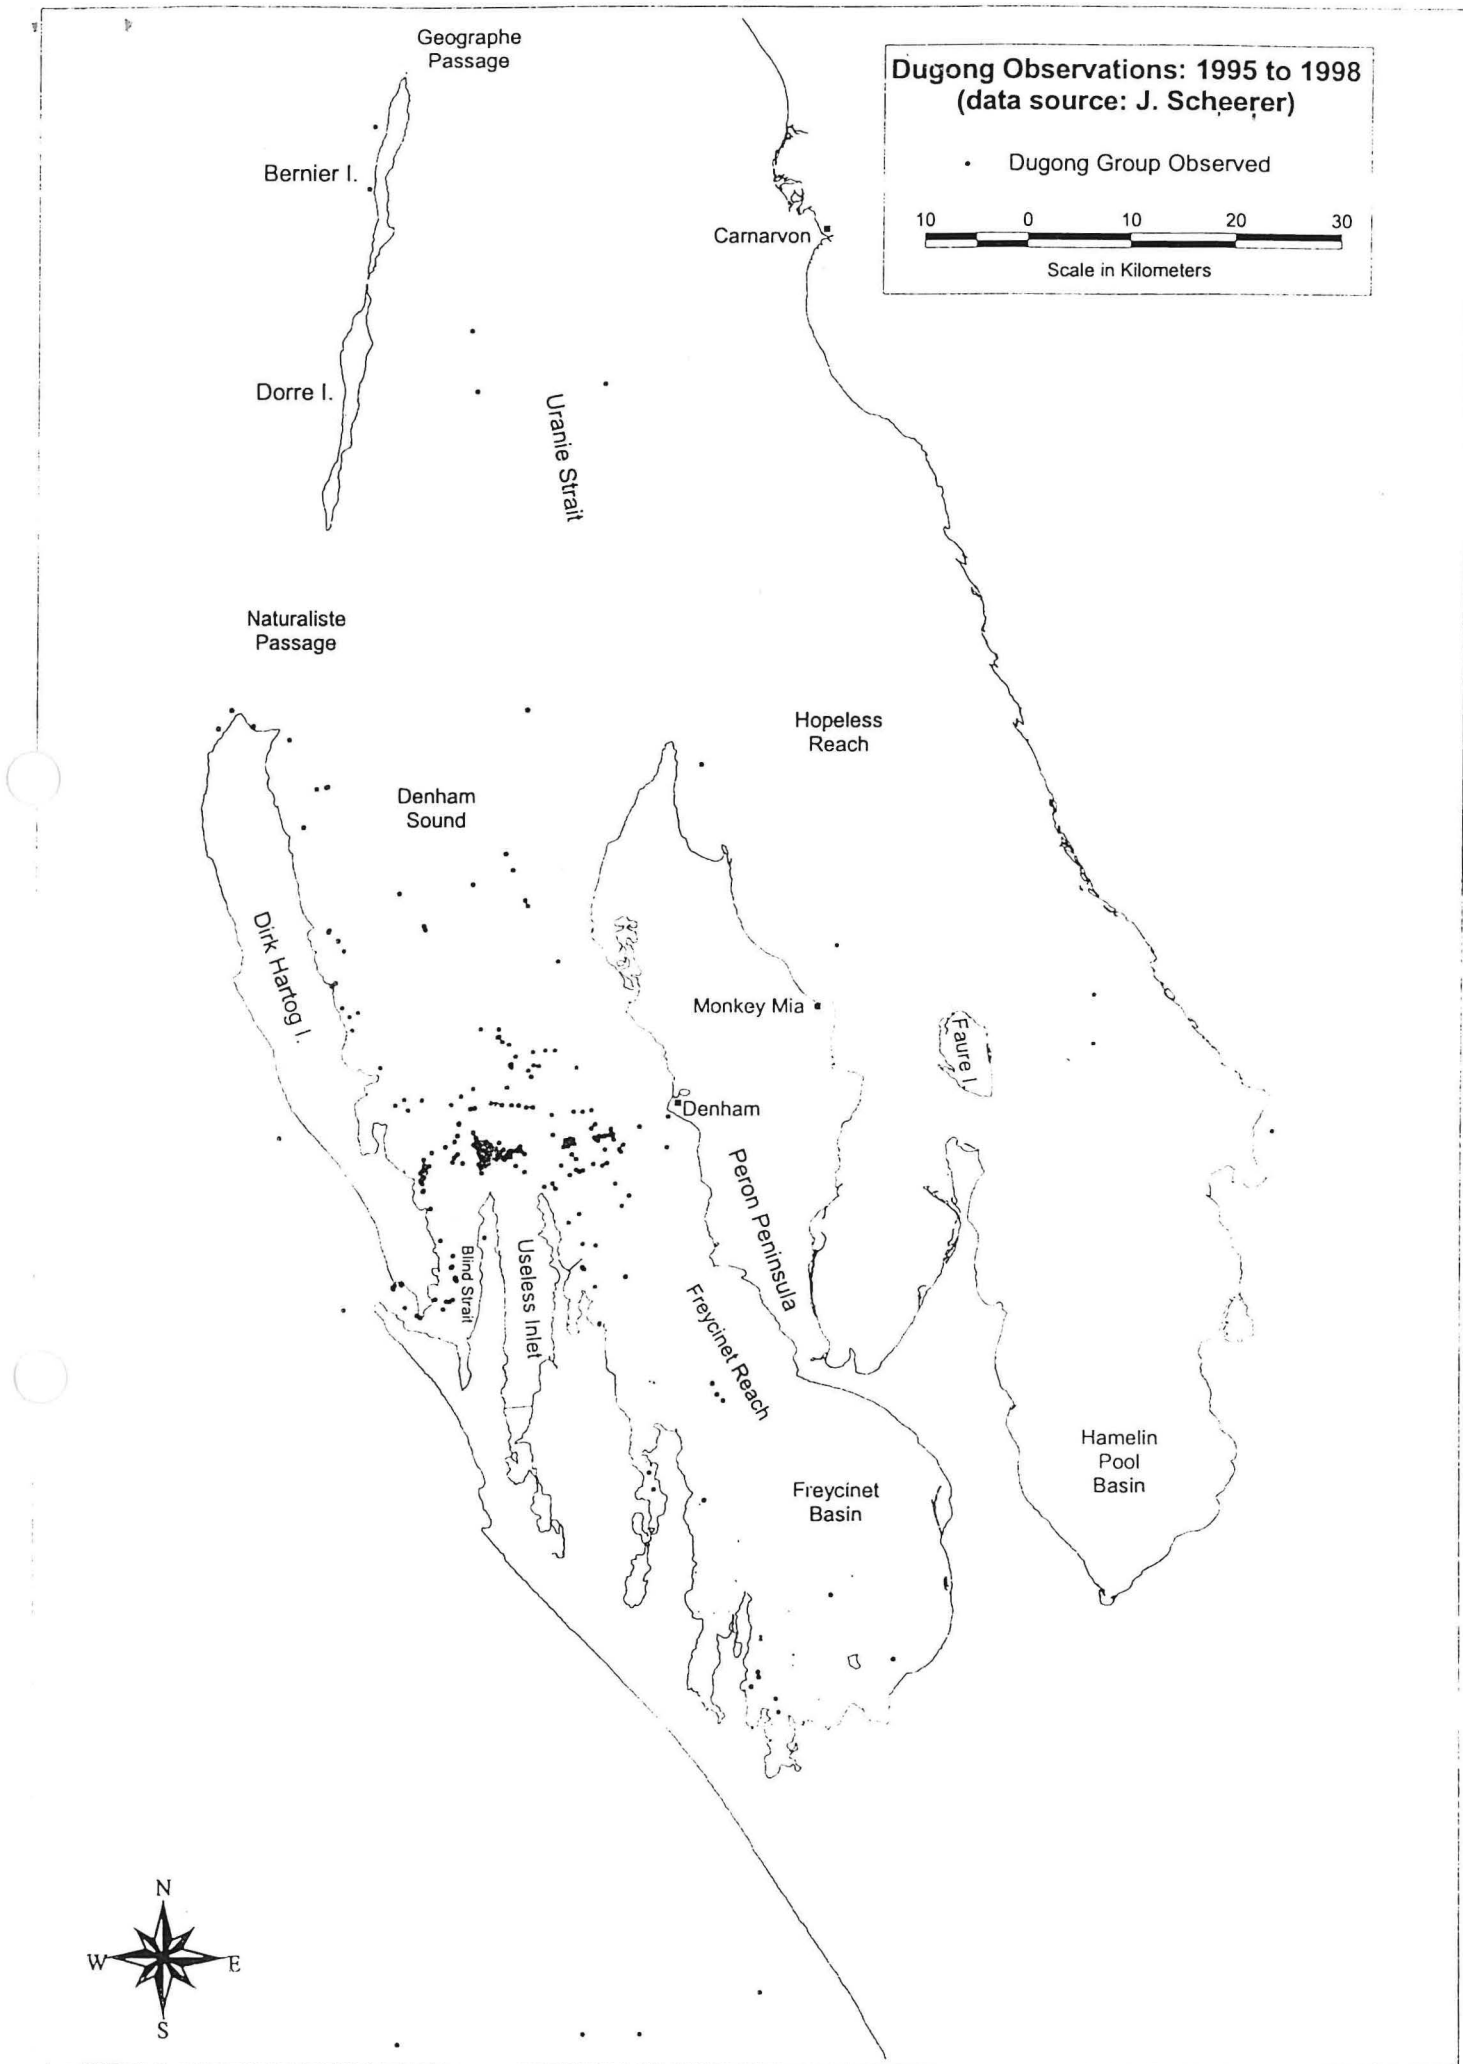 Geographe
Passage
Dugong Observations: 1995 to 1998
(data source: J. Scheerer)
Dugong Group Observed
10 0 10 20 30
Scale in Kilometers
Bernier I.
Carnarvon
Dorre I.
Uranie Strait
Naturaliste
Passage
Hopeless
Reach
Denham
Sound
Dirk Hartog I.
Monkey Mia
Faure I.
Denham
Peron Peninsula
Blind Strait
Useless Inlet
Freycinet Reach
Hamelin
Pool
Basin
Freycinet
Basin
N
W E
S